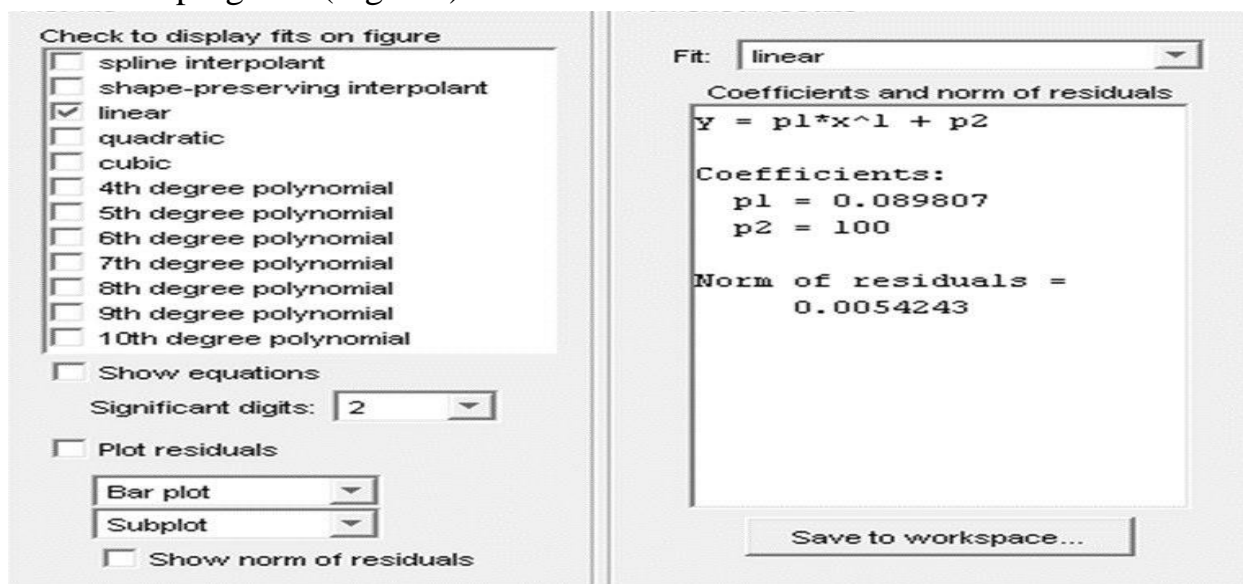 Check to display fits on figure
spline interpolant
shape-preserving interpolant
linear
quadratic
cubic
4th degree polynomial
5th degree polynomial
6th degree polynomial
7th degree polynomial
8th degree polynomial
9th degree polynomial
10th degree polynomial
Show equations
Significant digits: 2
Plot residuals
Bar plot
Subplot
Show norm of residuals
Fit: linear
Coefficients and norm of residuals
y = p1*x^1 + p2
Coefficients:
p1 = 0.089807
p2 = 100
Norm of residuals =
0.0054243
Save to workspace...